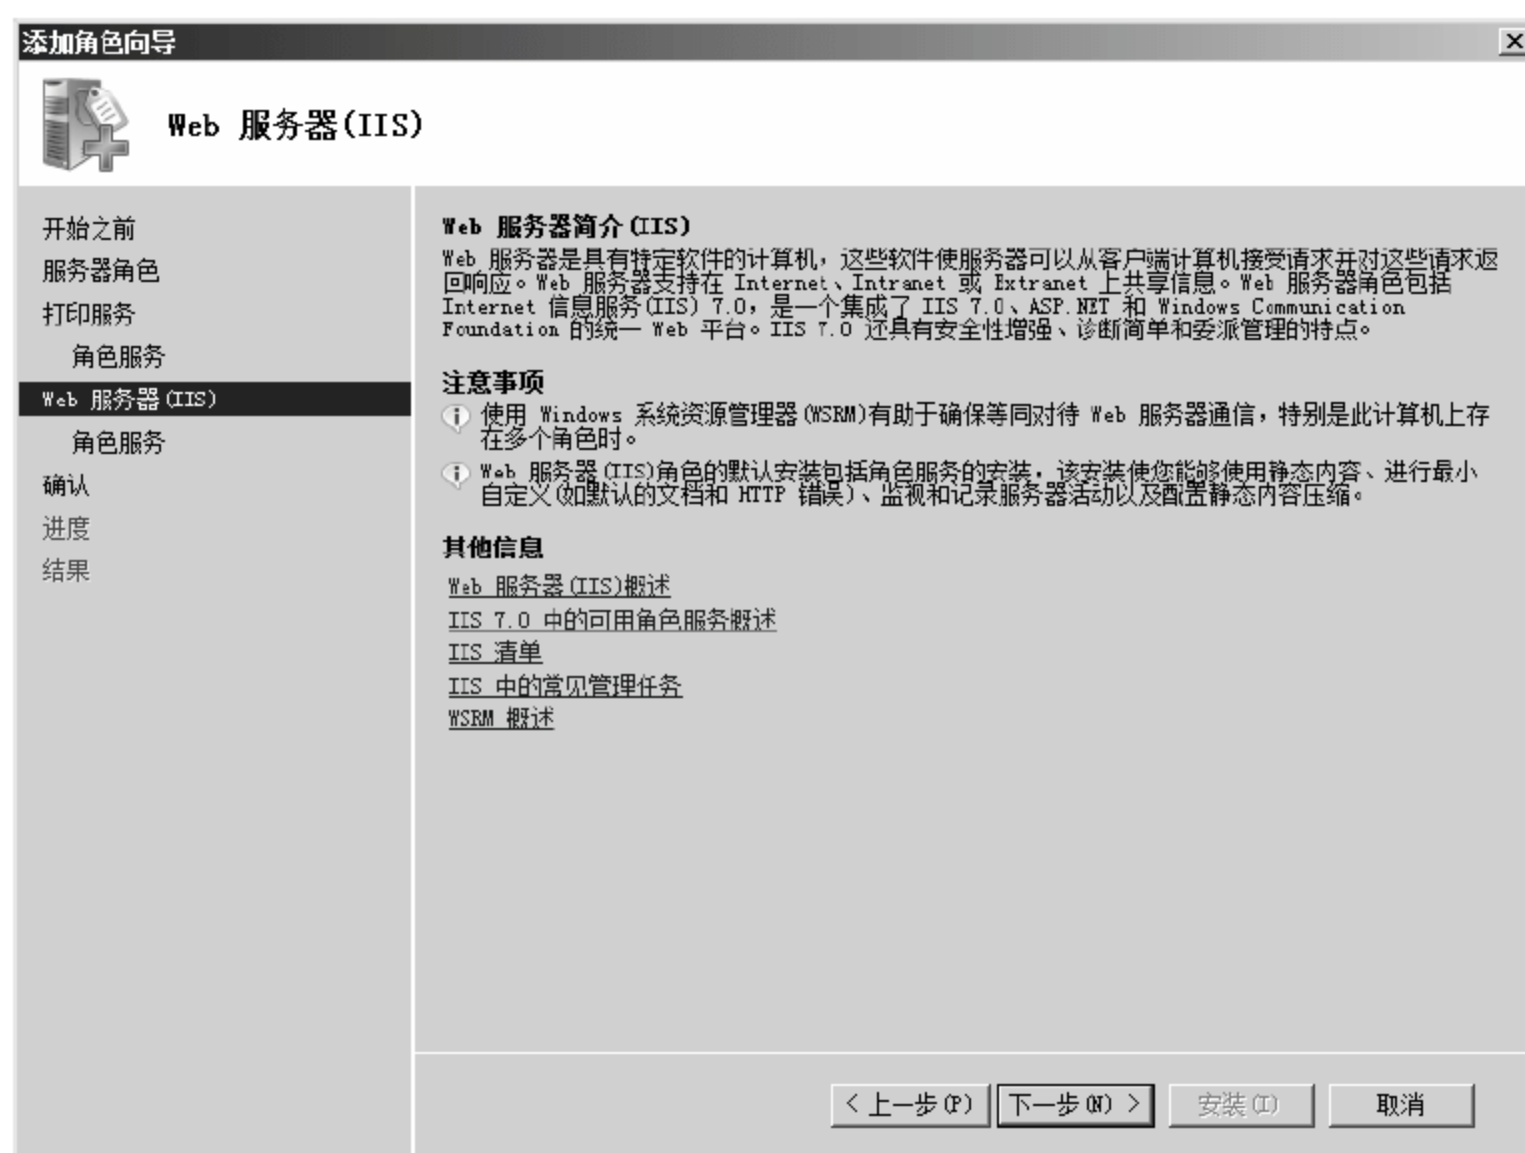 添加角色向导
Web 服务器(IIS)
开始之前
服务器角色
打印服务
角色服务
Web 服务器(IIS)
角色服务
确认
进度
结果
Web 服务器简介(IIS)
Web 服务器是具有特定软件的计算机，这些软件使服务器可以从客户端计算机接受请求并对这些请求返
回响应。Web 服务器支持在 Internet、Intranet 或 Extranet 上共享信息。Web 服务器角色包括
Internet 信息服务(IIS) 7.0，是一个集成了 IIS 7.0、ASP.NET 和 Windows Communication
Foundation 的统一 Web 平台。IIS 7.0 还具有安全性增强、诊断简单和委派管理的特点。
注意事项
使用 Windows 系统资源管理器(WSRM)有助于确保等同对待 Web 服务器通信，特别是此计算机上存
在多个角色时。
Web 服务器(IIS)角色的默认安装包括角色服务的安装，该安装使您能够使用静态内容、进行最小
自定义(如默认的文档和 HTTP 错误)、监视和记录服务器活动以及配置静态内容压缩。
其他信息
Web 服务器(IIS)概述
IIS 7.0 中的可用角色服务概述
IIS 清单
IIS 中的常见管理任务
WSRM 概述
< 上一步(P) 下一步(N) > 安装(I) 取消